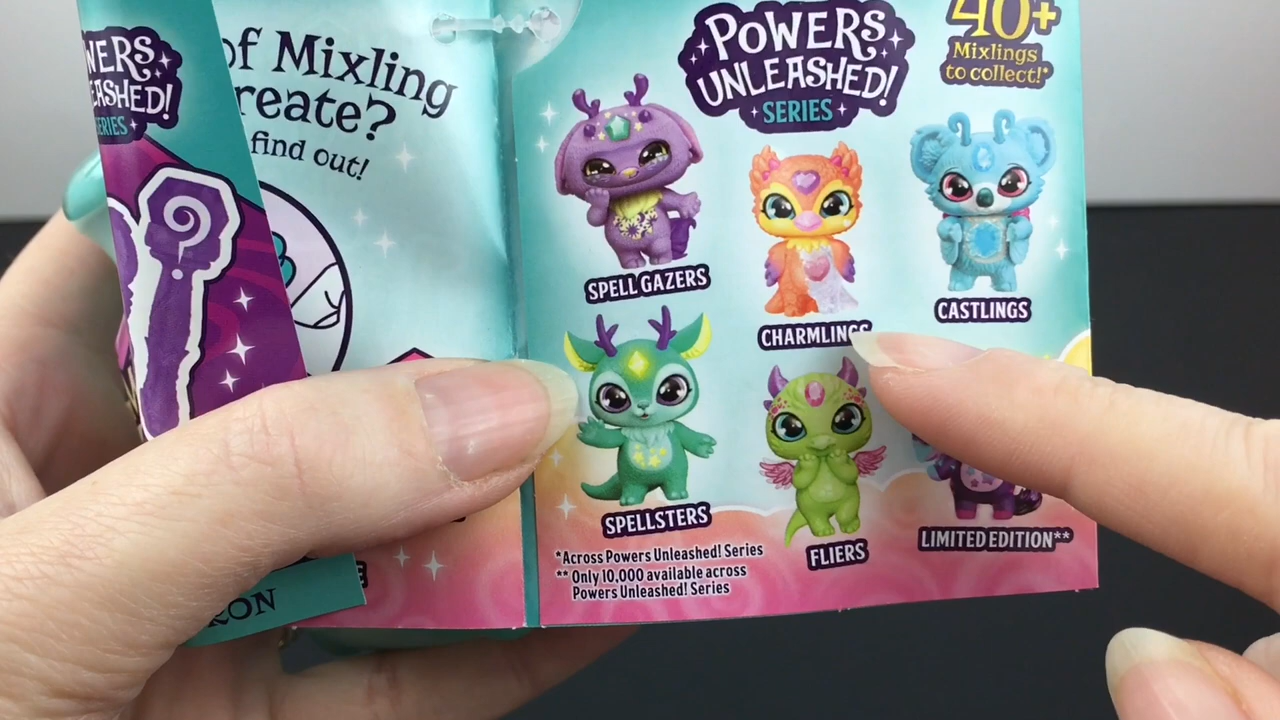 WERS
EASHED!
ERIES
?
of Mixling
reate?
find out!
RON
POWERS
UNLEASHED!
SERIES
40+
Mixlings
to collect!*
SPELL GAZERS
CHARMLINGS
CASTLINGS
SPELLSTERS
FLIERS
LIMITED EDITION**
*Across Powers Unleashed! Series
** Only 10,000 available across
Powers Unleashed! Series